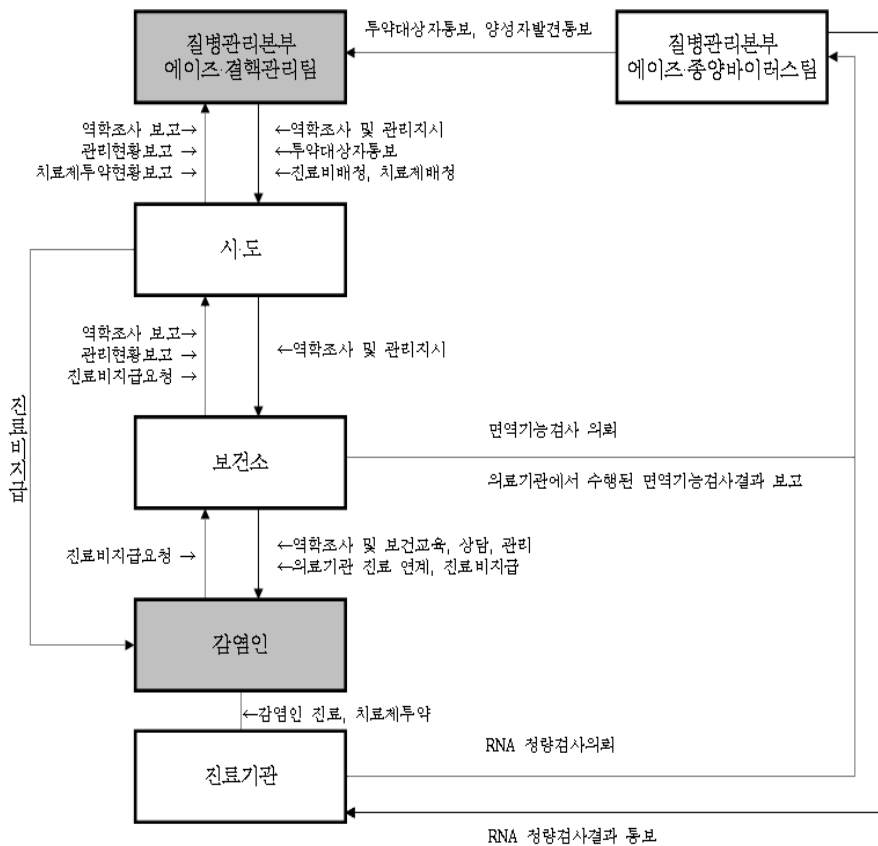 질병관리본부
에이즈·결핵관리팀
투약대상자통보, 양성자발견통보
질병관리본부
에이즈·종양바이러스팀
역학조사 보고→
관리현황보고 →
치료제투약현황보고 →
←역학조사 및 관리지시
←투약대상자통보
←진료비배정, 치료제배정
시·도
역학조사 보고→
관리현황보고 →
진료비지급요청 →
←역학조사 및 관리지시
진료비지급
보건소
면역기능검사 의뢰
의료기관에서 수행된 면역기능검사결과 보고
진료비지급요청 →
←역학조사 및 보건교육, 상담, 관리
←의료기관 진료 연계, 진료비지급
감염인
←감염인 진료, 치료제투약
진료기관
RNA 정량검사의뢰
RNA 정량검사결과 통보